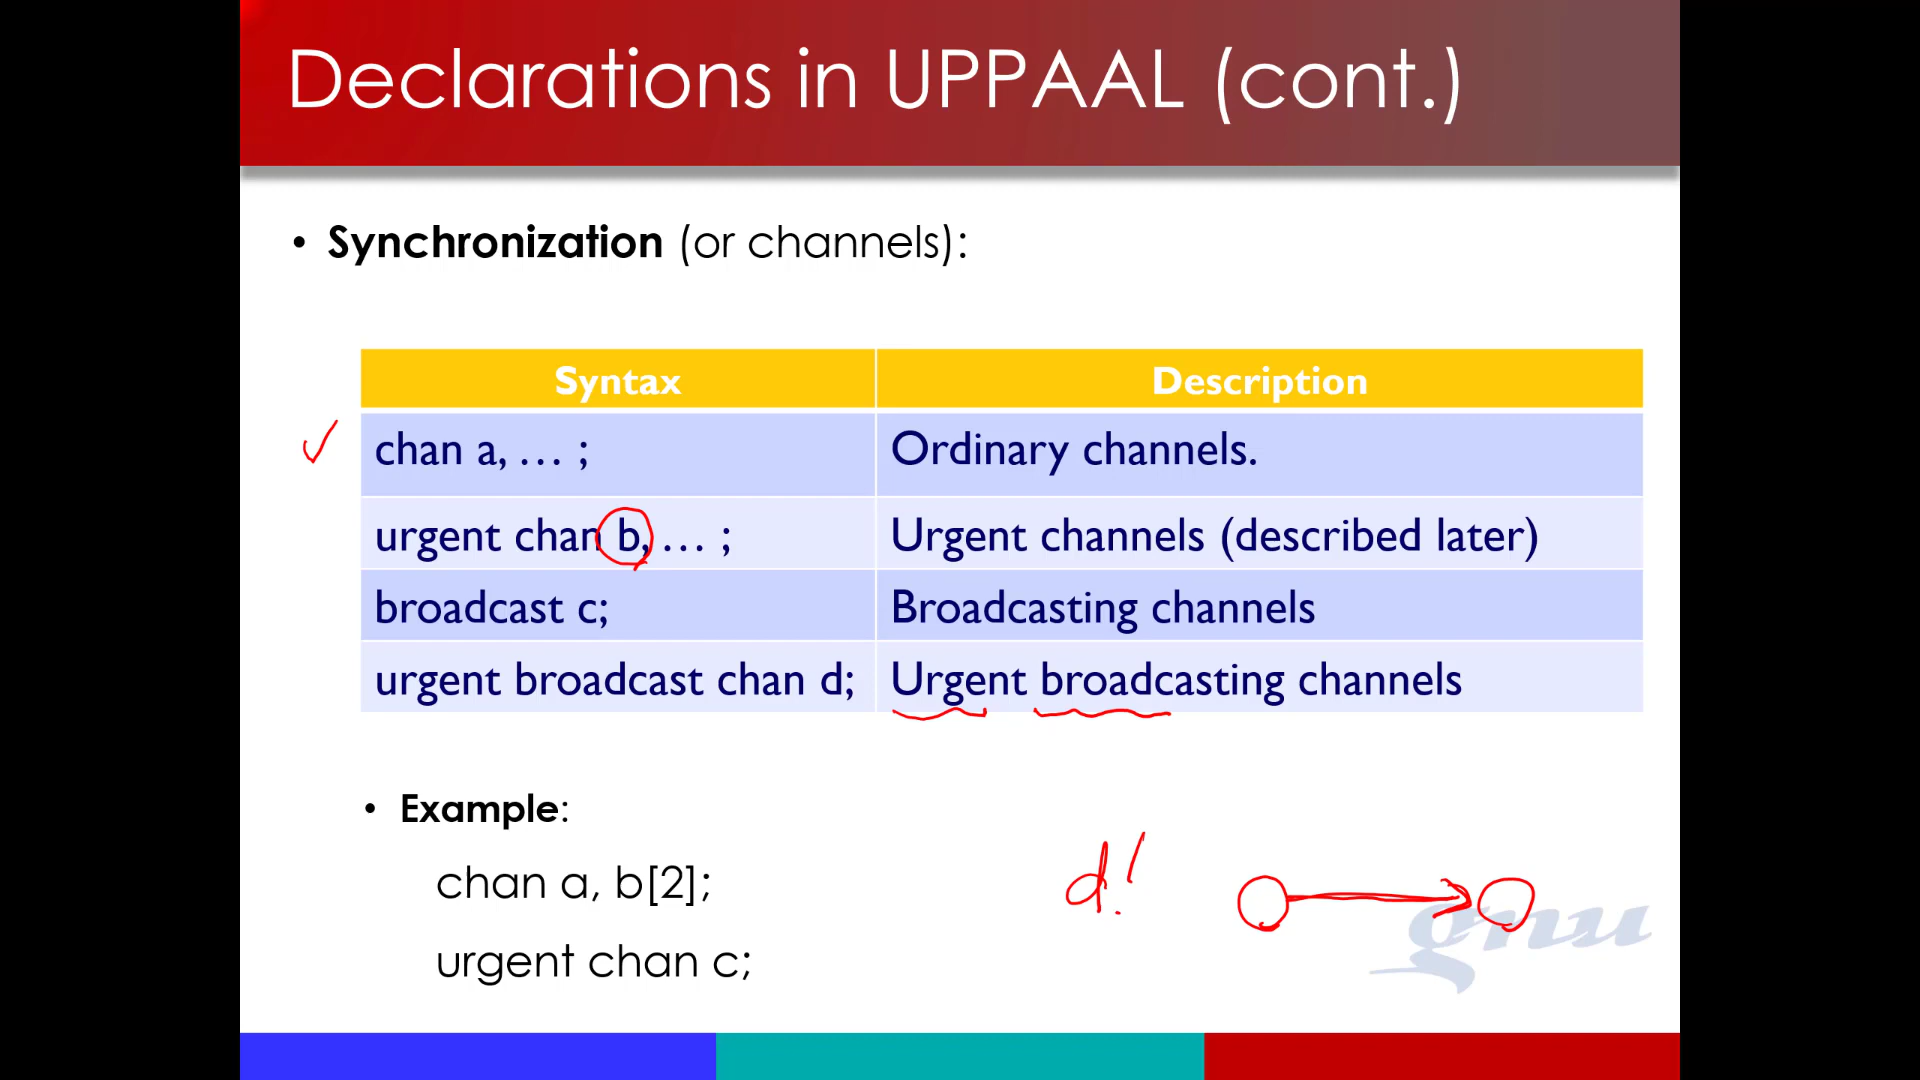 Declarations in UPPAAL (cont.)
• Synchronization (or channels):
Syntax Description
chan a, … ; Ordinary channels.
urgent chan b, … ; Urgent channels (described later)
broadcast c; Broadcasting channels
urgent broadcast chan d; Urgent broadcasting channels
• Example:
chan a, b[2];
d!
urgent chan c;
gnu